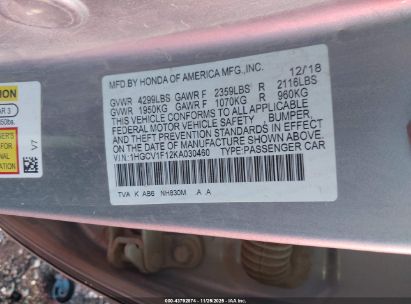 MFD.BY HONDA OF AMERICA MFG.,INC. 12/18
GVWR 4299LBS GAWR F 2359LBS R 2116LBS
GVWR 1950KG GAWR F 1070KG R 960KG
THIS VEHICLE CONFORMS TO ALL APPLICABLE
FEDERAL MOTOR VEHICLE SAFETY, BUMPER,
AND THEFT PREVENTION STANDARDS IN EFFECT
ON THE DATE OF MANUFACTURE SHOWN ABOVE.
VIN:1HGCV1F12KA030460 TYPE:PASSENGER CAR
TVA K AB6 NH830M .A .A
V7